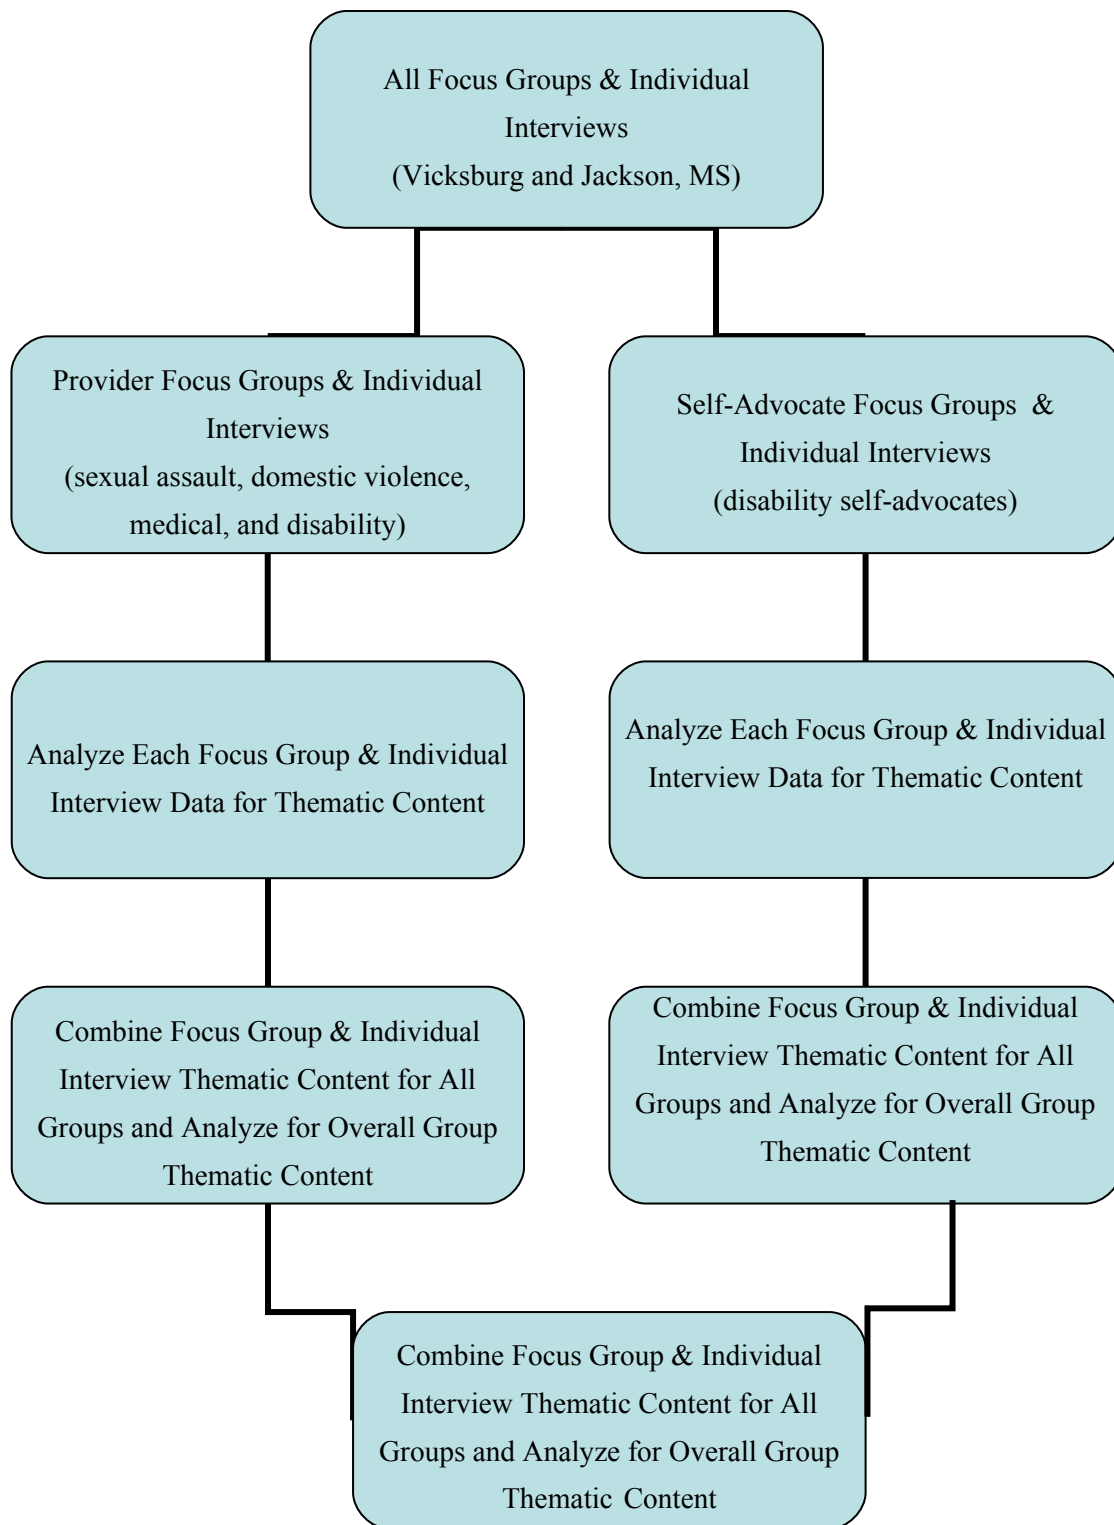 All Focus Groups & Individual
Interviews
(Vicksburg and Jackson, MS)
Provider Focus Groups & Individual
Interviews
(sexual assault, domestic violence,
medical, and disability)
Self-Advocate Focus Groups &
Individual Interviews
(disability self-advocates)
Analyze Each Focus Group & Individual
Interview Data for Thematic Content
Analyze Each Focus Group & Individual
Interview Data for Thematic Content
Combine Focus Group & Individual
Interview Thematic Content for All
Groups and Analyze for Overall Group
Thematic Content
Combine Focus Group & Individual
Interview Thematic Content for All
Groups and Analyze for Overall Group
Thematic Content
Combine Focus Group & Individual
Interview Thematic Content for All
Groups and Analyze for Overall Group
Thematic Content